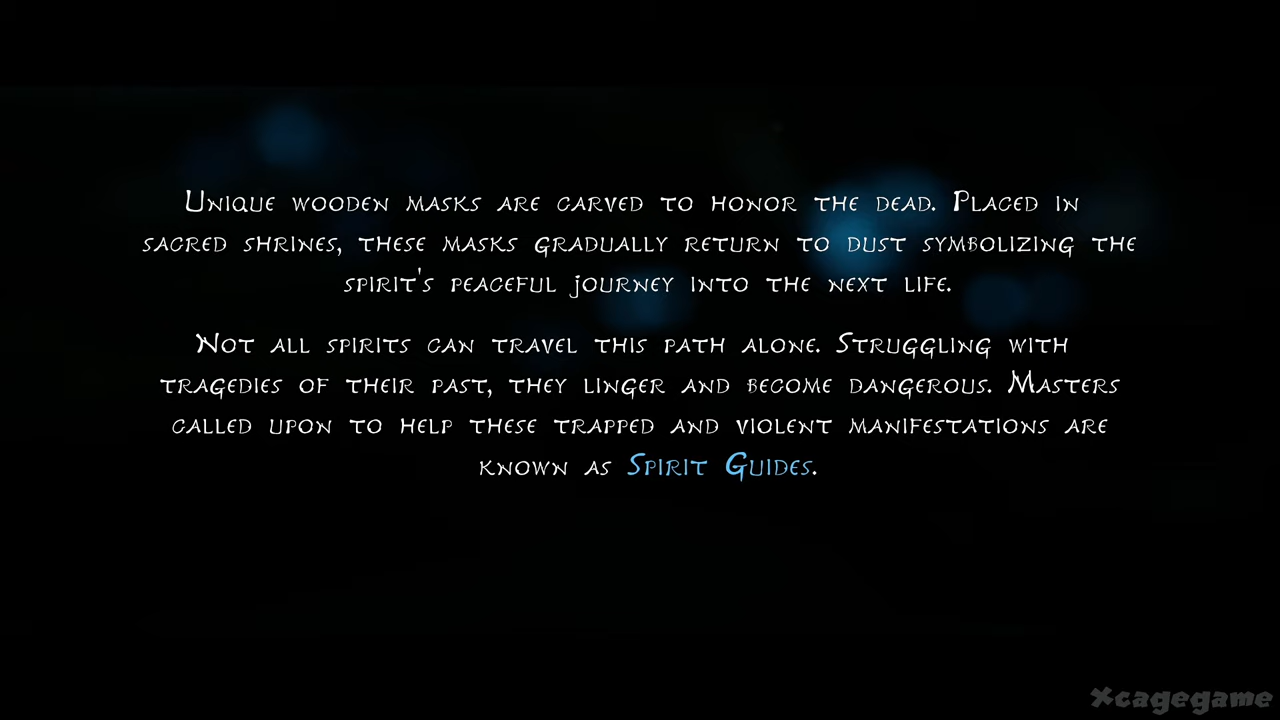 Unique wooden masks are carved to honor the dead. Placed in
sacred shrines, these masks gradually return to dust symbolizing the
spirit's peaceful journey into the next life.
Not all spirits can travel this path alone. Struggling with
tragedies of their past, they linger and become dangerous. Masters
called upon to help these trapped and violent manifestations are
known as Spirit Guides.
Xcagegame